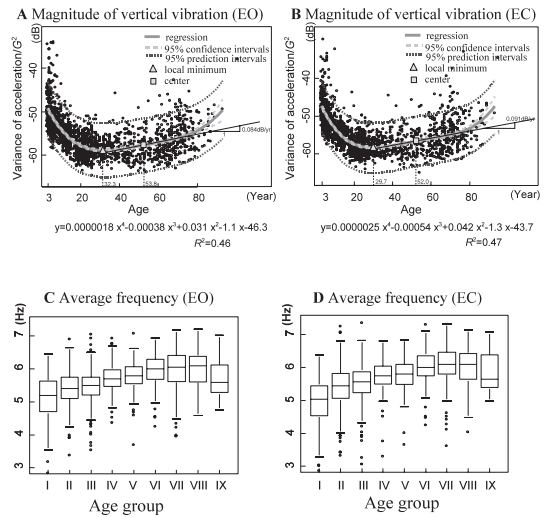 A Magnitude of vertical vibration (EO)
(dB)
Variance of acceleration/G²
-40
-50
-60
regression
95% confidence intervals
95% prediction intervals
local minimum
center
0.084dB/yr
1
32.3
53.8
3 20 40 60 80 (Year)
Age
y=0.0000018 x⁴-0.00038 x³+0.031 x²-1.1 x-46.3
R²=0.46
B Magnitude of vertical vibration (EC)
(dB)
Variance of acceleration/G²
-40
-50
-60
regression
95% confidence intervals
95% prediction intervals
local minimum
center
0.091dB/yr
1
29.7
52.0
3 20 40 60 80 (Year)
Age
y=0.0000025 x⁴-0.00054 x³+0.042 x²-1.3 x-43.7
R²=0.47
C Average frequency (EO)
(Hz)
7
6
5
4
3
I II III IV V VI VII VIII IX
Age group
D Average frequency (EC)
(Hz)
7
6
5
4
3
I II III IV V VI VII VIII IX
Age group